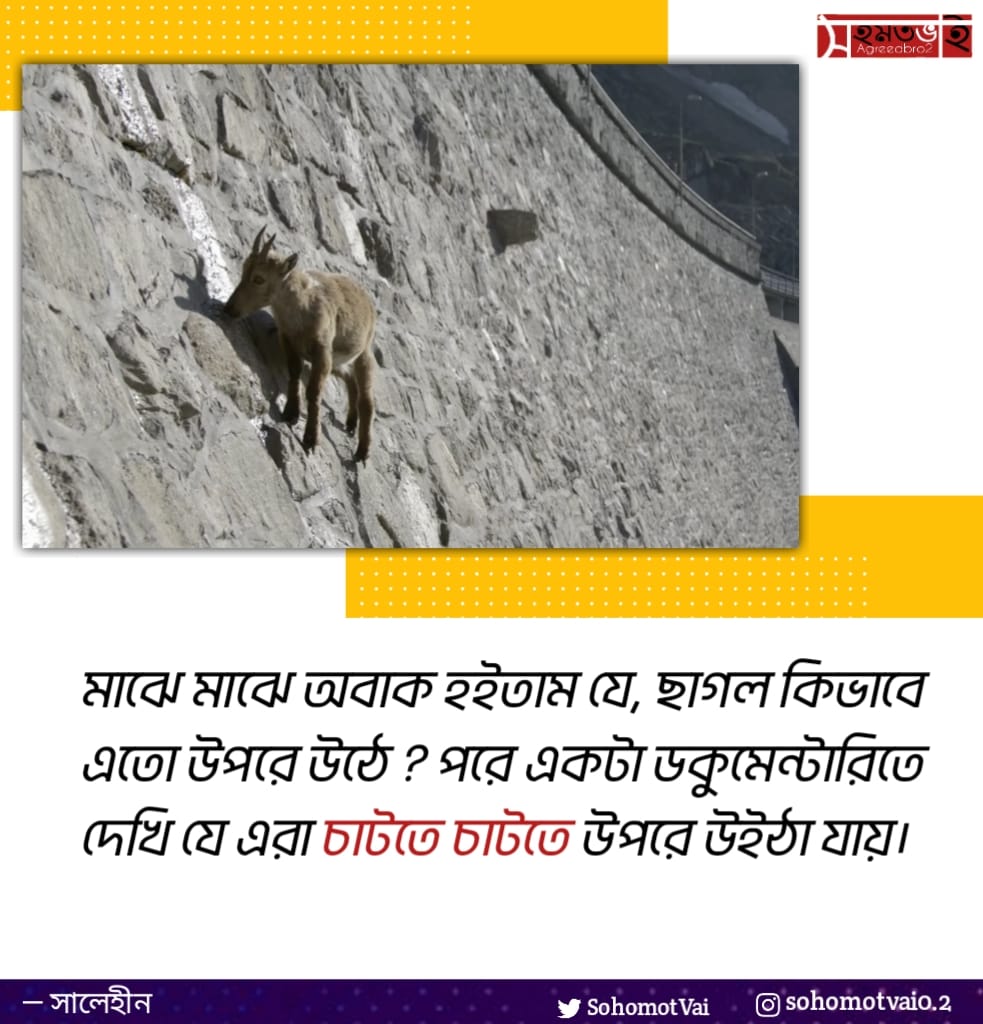 সহমতভাই
Agreeabro2
মাঝে মাঝে অবাক হইতাম যে, ছাগল কিভাবে
এতো উপরে উঠে ? পরে একটা ডকুমেন্টারিতে
দেখি যে এরা চাটতে চাটতে উপরে উইঠা যায়।
— সালেহীন
SohomotVai
sohomotvaio.2